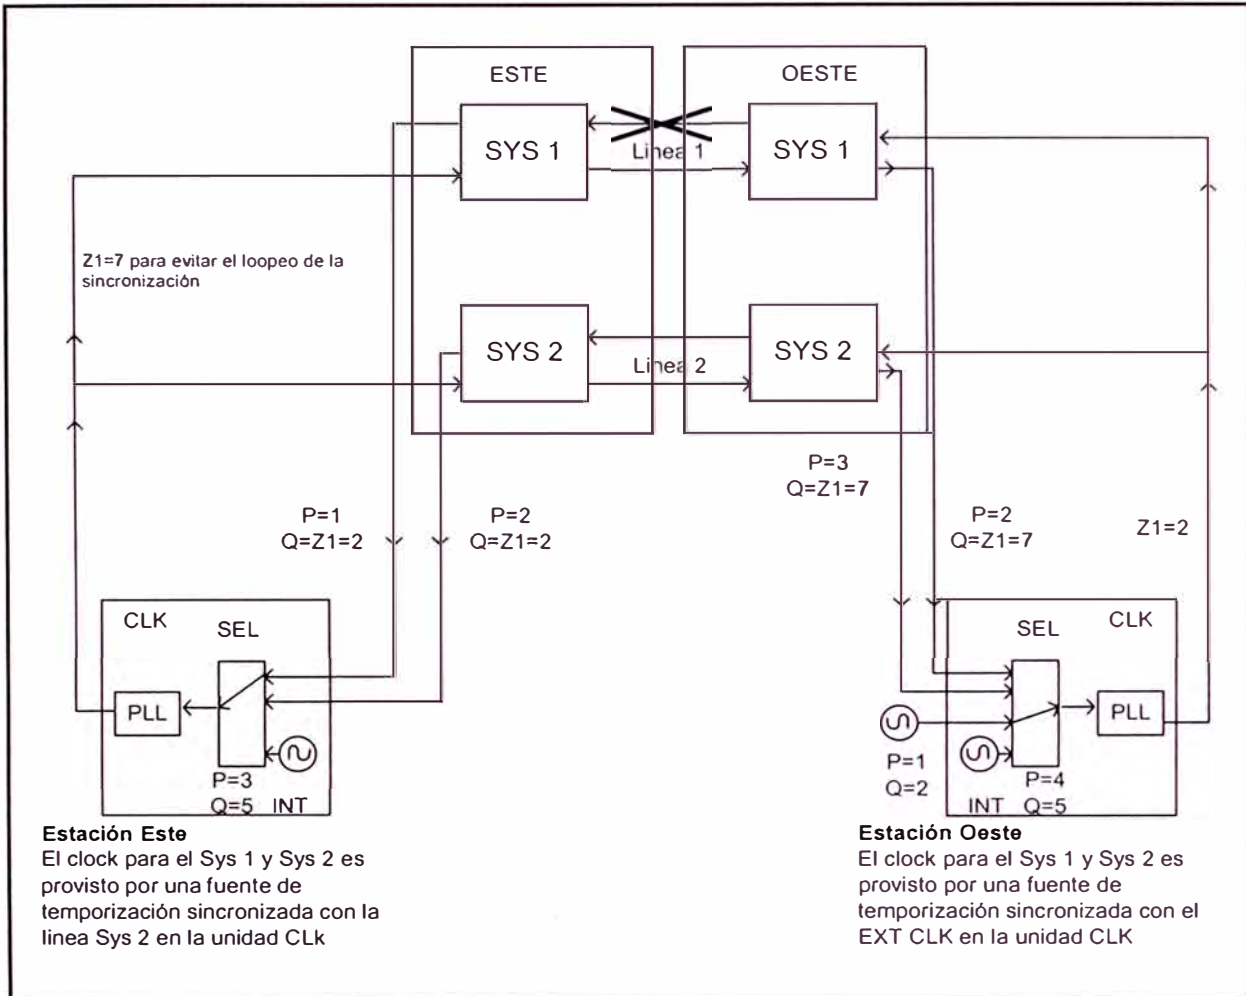 ESTE
OESTE
SYS 1
Linea 1
SYS 1
Z1=7 para evitar el loopeo de la
sincronización
SYS 2
Linea 2
SYS 2
P=3
Q=Z1=7
P=1
Q=Z1=2
P=2
Q=Z1=2
P=2
Q=Z1=7
Z1=2
CLK
SEL
SEL
CLK
PLL
PLL
P=3
Q=5 INT
P=1
Q=2
P=4
INT Q=5
Estación Este
El clock para el Sys 1 y Sys 2 es
provisto por una fuente de
temporización sincronizada con la
linea Sys 2 en la unidad CLk
Estación Oeste
El clock para el Sys 1 y Sys 2 es
provisto por una fuente de
temporización sincronizada con el
EXT CLK en la unidad CLK